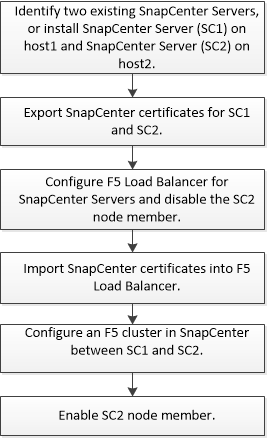 Identify two existing SnapCenter Servers,
or install SnapCenter Server (SC1) on
host1 and SnapCenter Server (SC2) on
host2.
Export SnapCenter certificates for SC1
and SC2.
Configure F5 Load Balancer for
SnapCenter Servers and disable the SC2
node member.
Import SnapCenter certificates into F5
Load Balancer.
Configure an F5 cluster in SnapCenter
between SC1 and SC2.
Enable SC2 node member.